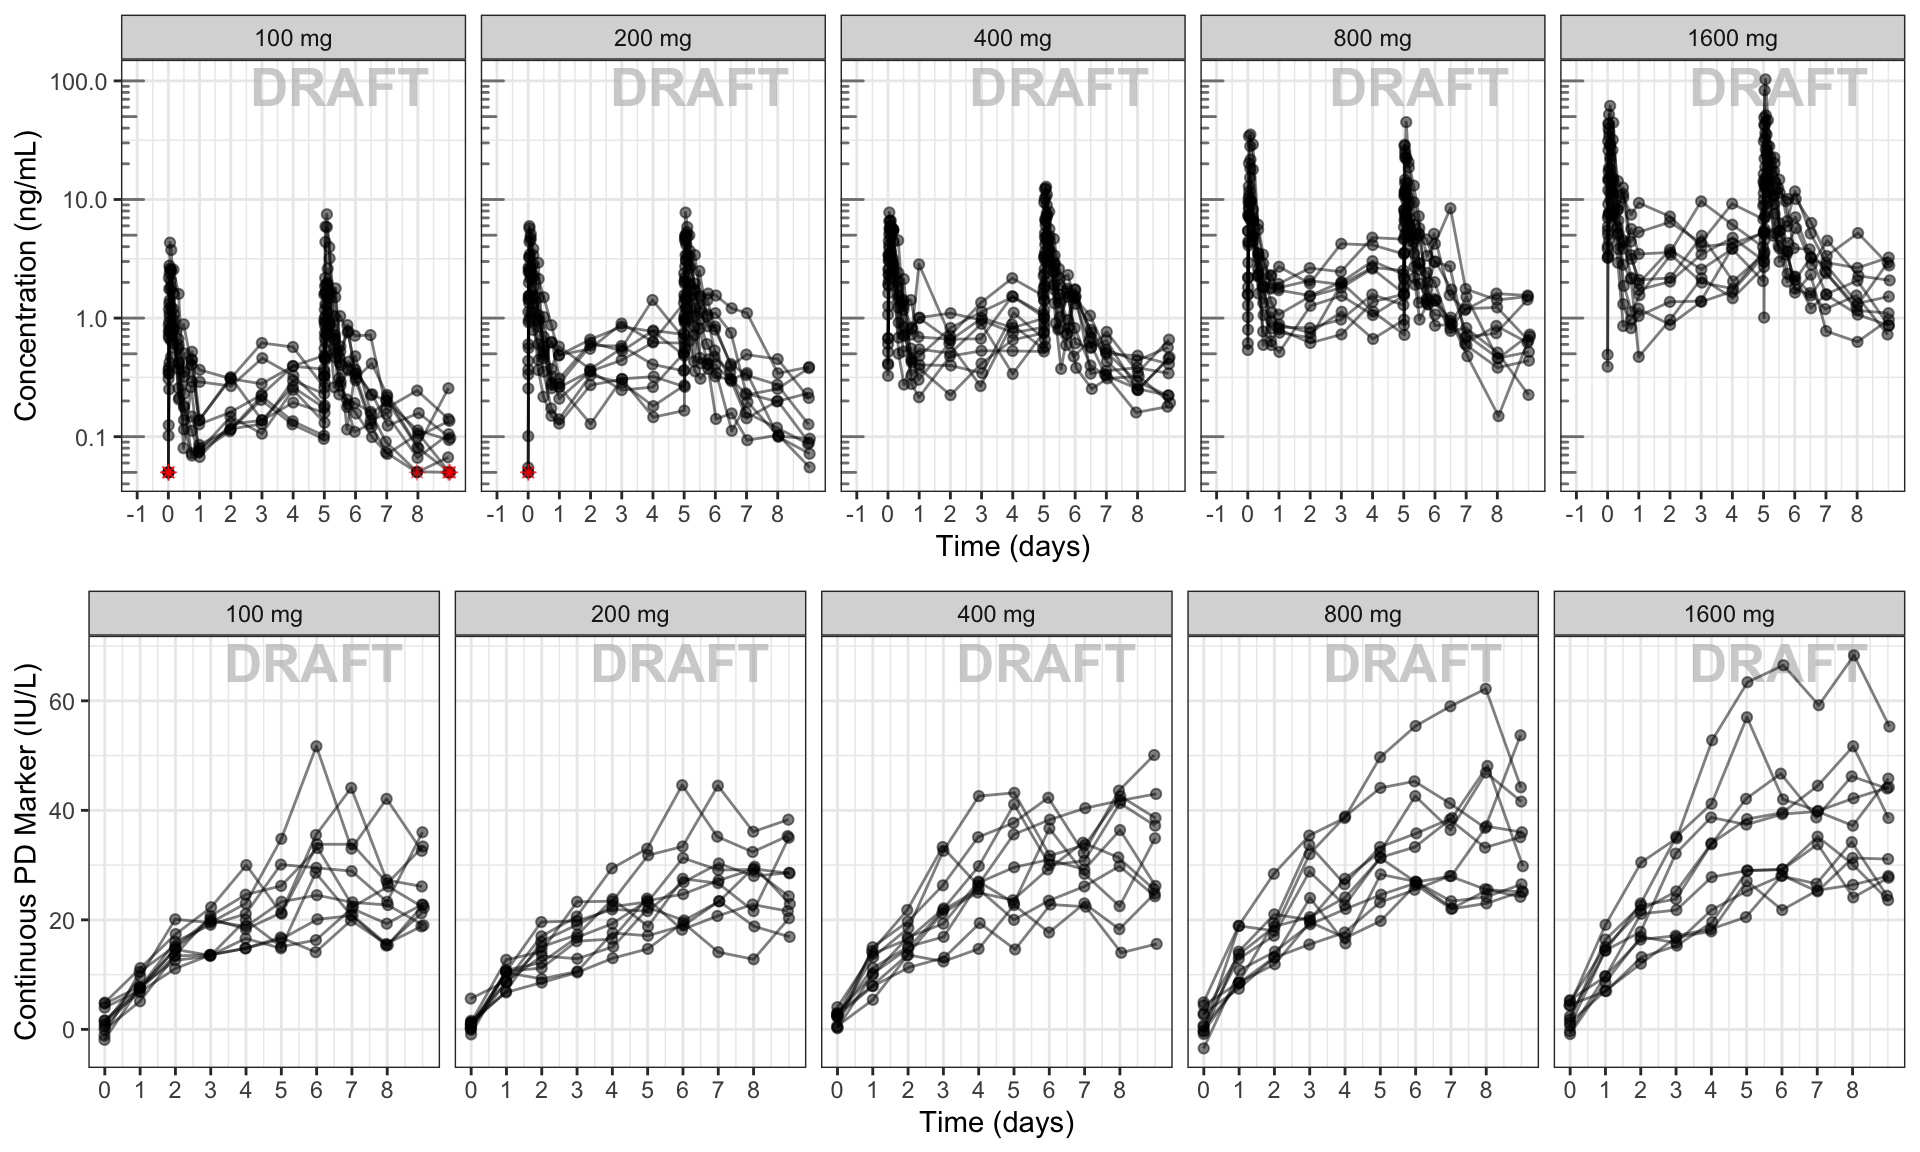 100 mg 200 mg 400 mg 800 mg 1600 mg
DRAFT DRAFT DRAFT DRAFT DRAFT
Concentration (ng/mL)
100.0
10.0
1.0
0.1
-1 0 1 2 3 4 5 6 7 8 -1 0 1 2 3 4 5 6 7 8 -1 0 1 2 3 4 5 6 7 8 -1 0 1 2 3 4 5 6 7 8 -1 0 1 2 3 4 5 6 7 8
Time (days)
100 mg 200 mg 400 mg 800 mg 1600 mg
DRAFT DRAFT DRAFT DRAFT DRAFT
Continuous PD Marker (IU/L)
60
40
20
0
0 1 2 3 4 5 6 7 8 0 1 2 3 4 5 6 7 8 0 1 2 3 4 5 6 7 8 0 1 2 3 4 5 6 7 8 0 1 2 3 4 5 6 7 8
Time (days)